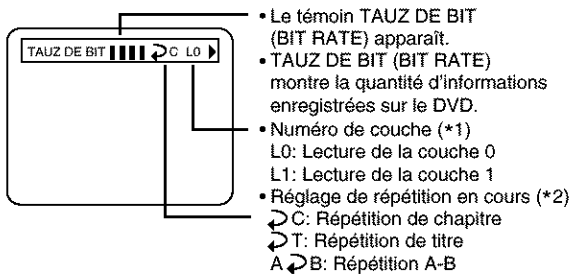 • Le témoin TAUZ DE BIT
(BIT RATE) apparaît.
TAUZ DE BIT C L0
• TAUZ DE BIT (BIT RATE)
montre la quantité d'informations
enregistrées sur le DVD.
• Numéro de couche (*1)
L0: Lecture de la couche 0
L1: Lecture de la couche 1
• Réglage de répétition en cours (*2)
C: Répétition de chapitre
T: Répétition de titre
A B: Répétition A-B